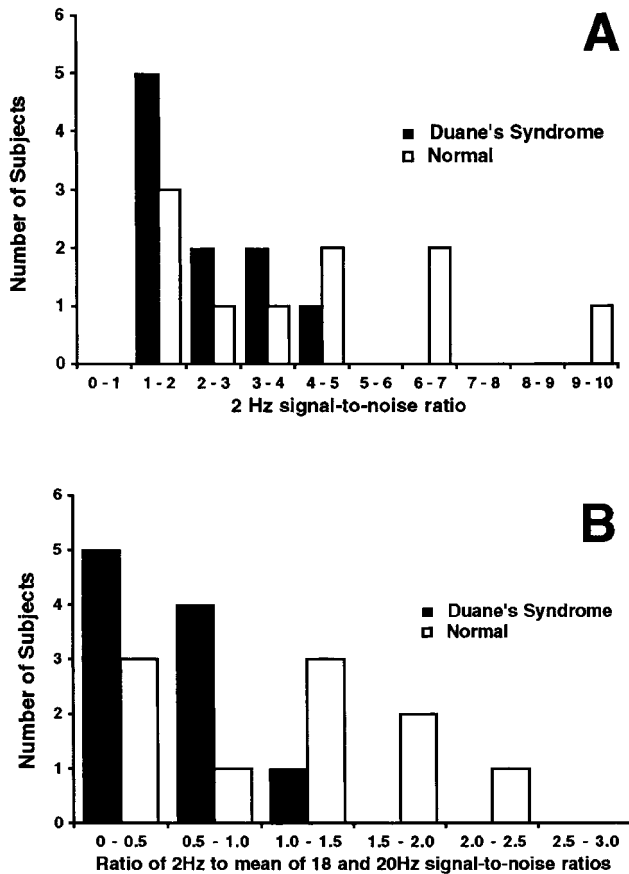 A
6
5
4
3
2
1
0
Number of Subjects
Duane's Syndrome
Normal
0 - 1 1 - 2 2 - 3 3 - 4 4 - 5 5 - 6 6 - 7 7 - 8 8 - 9 9 - 10
2 Hz signal-to-noise ratio
B
6
5
4
3
2
1
0
Number of Subjects
Duane's Syndrome
Normal
0 - 0.5 0.5 - 1.0 1.0 - 1.5 1.5 - 2.0 2.0 - 2.5 2.5 - 3.0
Ratio of 2Hz to mean of 18 and 20Hz signal-to-noise ratios